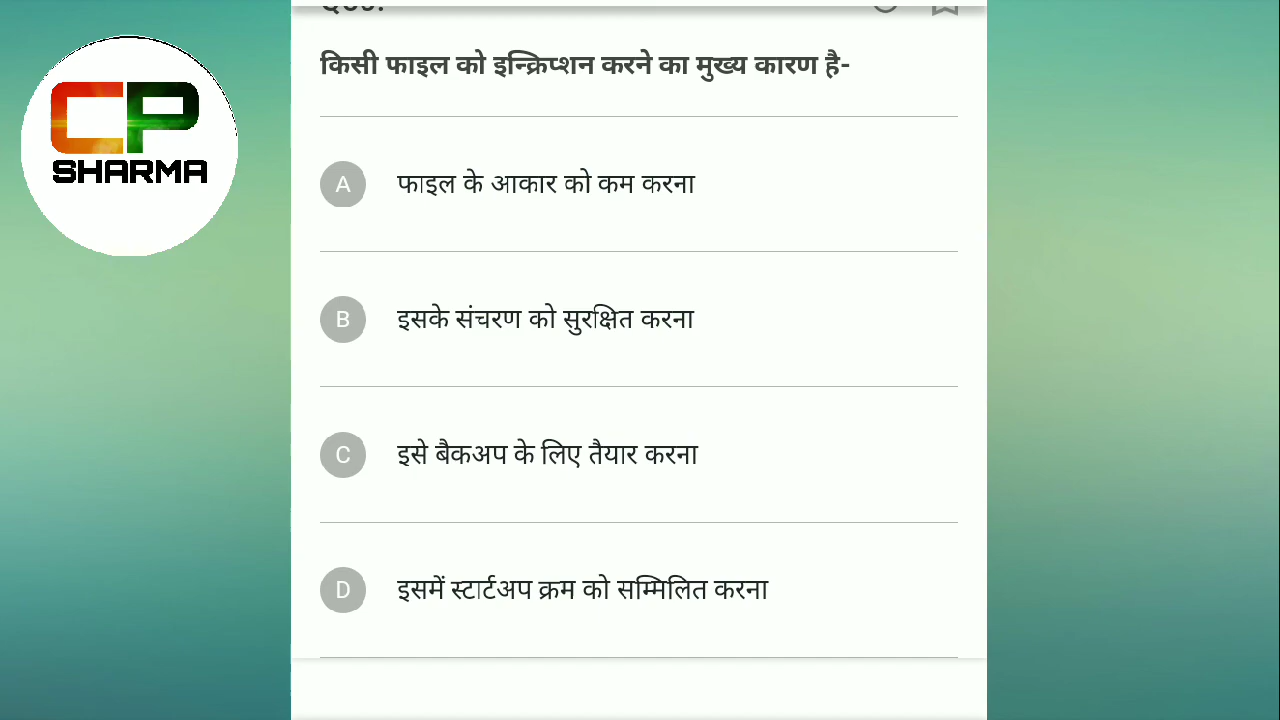 CP
SHARMA
किसी फाइल को इन्क्रिप्शन करने का मुख्य कारण है-
A फाइल के आकार को कम करना
B इसके संचरण को सुरक्षित करना
C इसे बैकअप के लिए तैयार करना
D इसमें स्टार्टअप क्रम को सम्मिलित करना